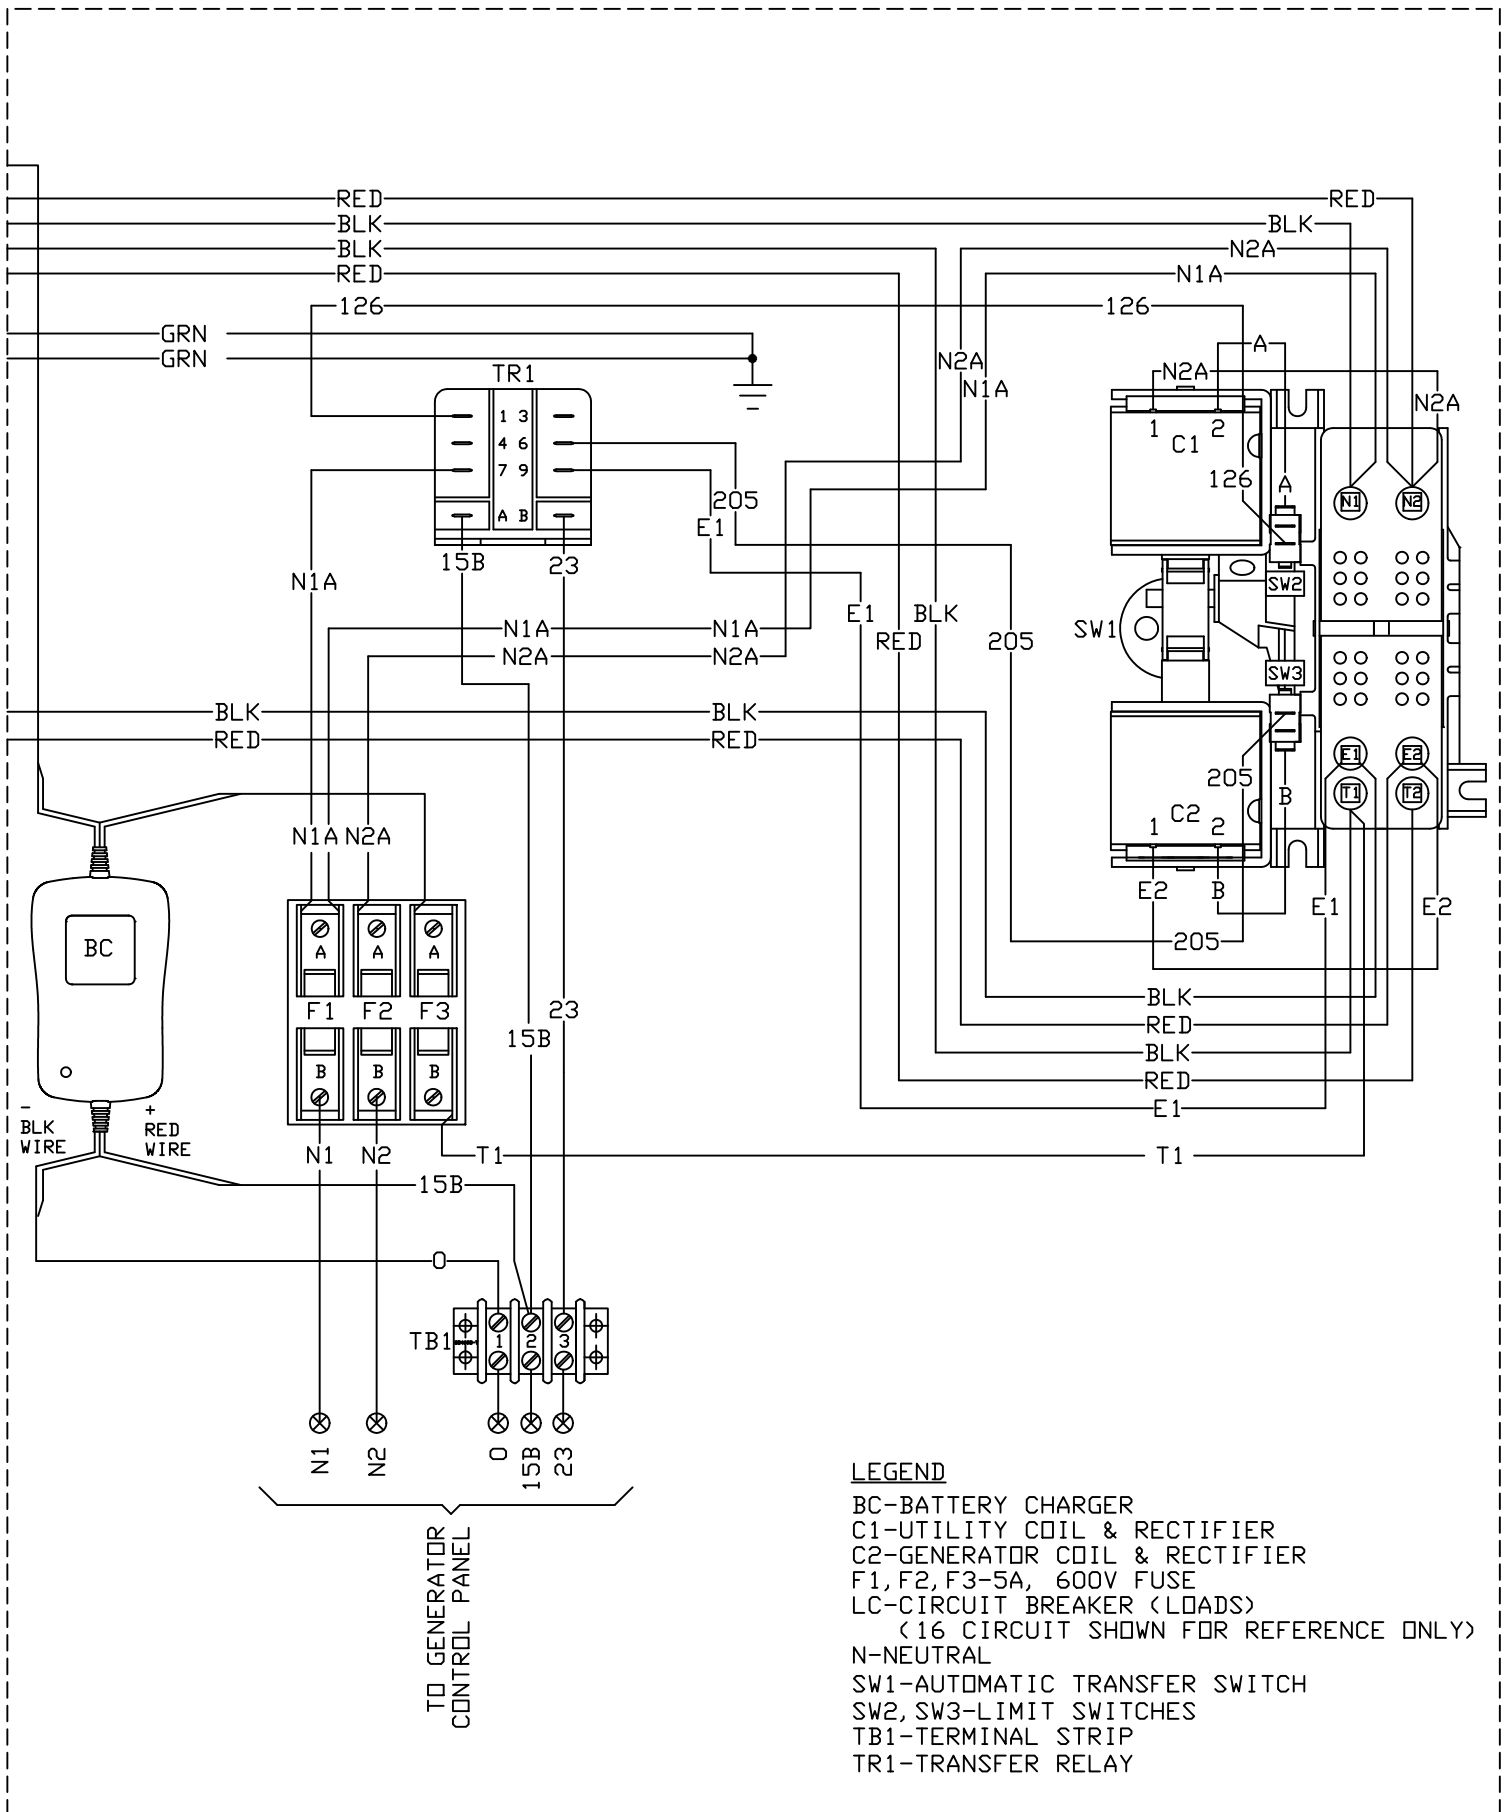 RED RED
BLK BLK
BLK N2A
RED N1A
126 126
GRN
A
GRN
N2A
TR1
N2A
N1A
N2A
1 3
1 2
4 6
C1
7 9
126
A
205
N1 N2
A B
E1
15B 23
N1A
SW2
E1 BLK
N1A N1A
SW1
RED 205
N2A N2A
SW3
BLK BLK
RED RED
E1 E2
205
T1 T2
B
C2
1 2
N1A N2A
E2 B
E1 E2
BC
A A A
205
BLK
F1 F2 F3
23
RED
15B
BLK
B B B
RED
- +
E1
BLK RED
WIRE WIRE
N1 N2 T1 T1
15B
0
TB1
1 2 3
N1 N2 0 15B 23
TO GENERATOR
CONTROL PANEL
LEGEND
BC-BATTERY CHARGER
C1-UTILITY COIL & RECTIFIER
C2-GENERATOR COIL & RECTIFIER
F1,F2,F3-5A, 600V FUSE
LC-CIRCUIT BREAKER (LOADS)
(16 CIRCUIT SHOWN FOR REFERENCE ONLY)
N-NEUTRAL
SW1-AUTOMATIC TRANSFER SWITCH
SW2,SW3-LIMIT SWITCHES
TB1-TERMINAL STRIP
TR1-TRANSFER RELAY